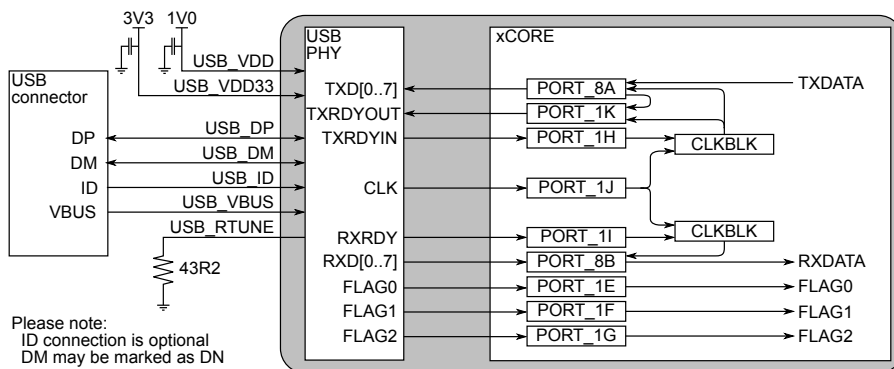 3V3
1V0
USB
PHY
xCORE
USB_VDD
USB
connector
USB_VDD33
TXD[0..7]
PORT_8A
TXDATA
TXRDYOUT
PORT_1K
DP
USB_DP
TXRDYIN
PORT_1H
CLKBLK
DM
USB_DM
ID
USB_ID
CLK
PORT_1J
VBUS
USB_VBUS
USB_RTUNE
CLKBLK
RXRDY
PORT_1I
43R2
RXD[0..7]
PORT_8B
RXDATA
FLAG0
PORT_1E
FLAG0
FLAG1
PORT_1F
FLAG1
FLAG2
PORT_1G
FLAG2
Please note:
ID connection is optional
DM may be marked as DN